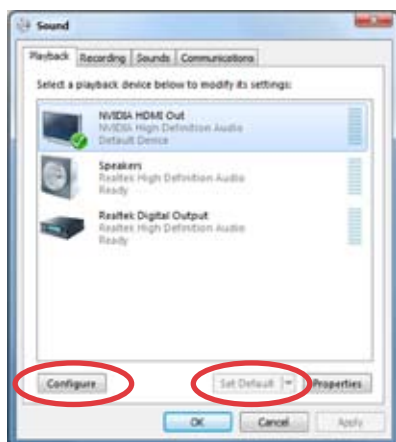 Sound
Playback Recording Sounds Communications
Select a playback device below to modify its settings:
NVIDIA HDMI Out
NVIDIA High Definition Audio
Default Device
Speakers
Realtek High Definition Audio
Ready
Realtek Digital Output
Realtek High Definition Audio
Ready
Configure Set Default Properties
OK Cancel Apply